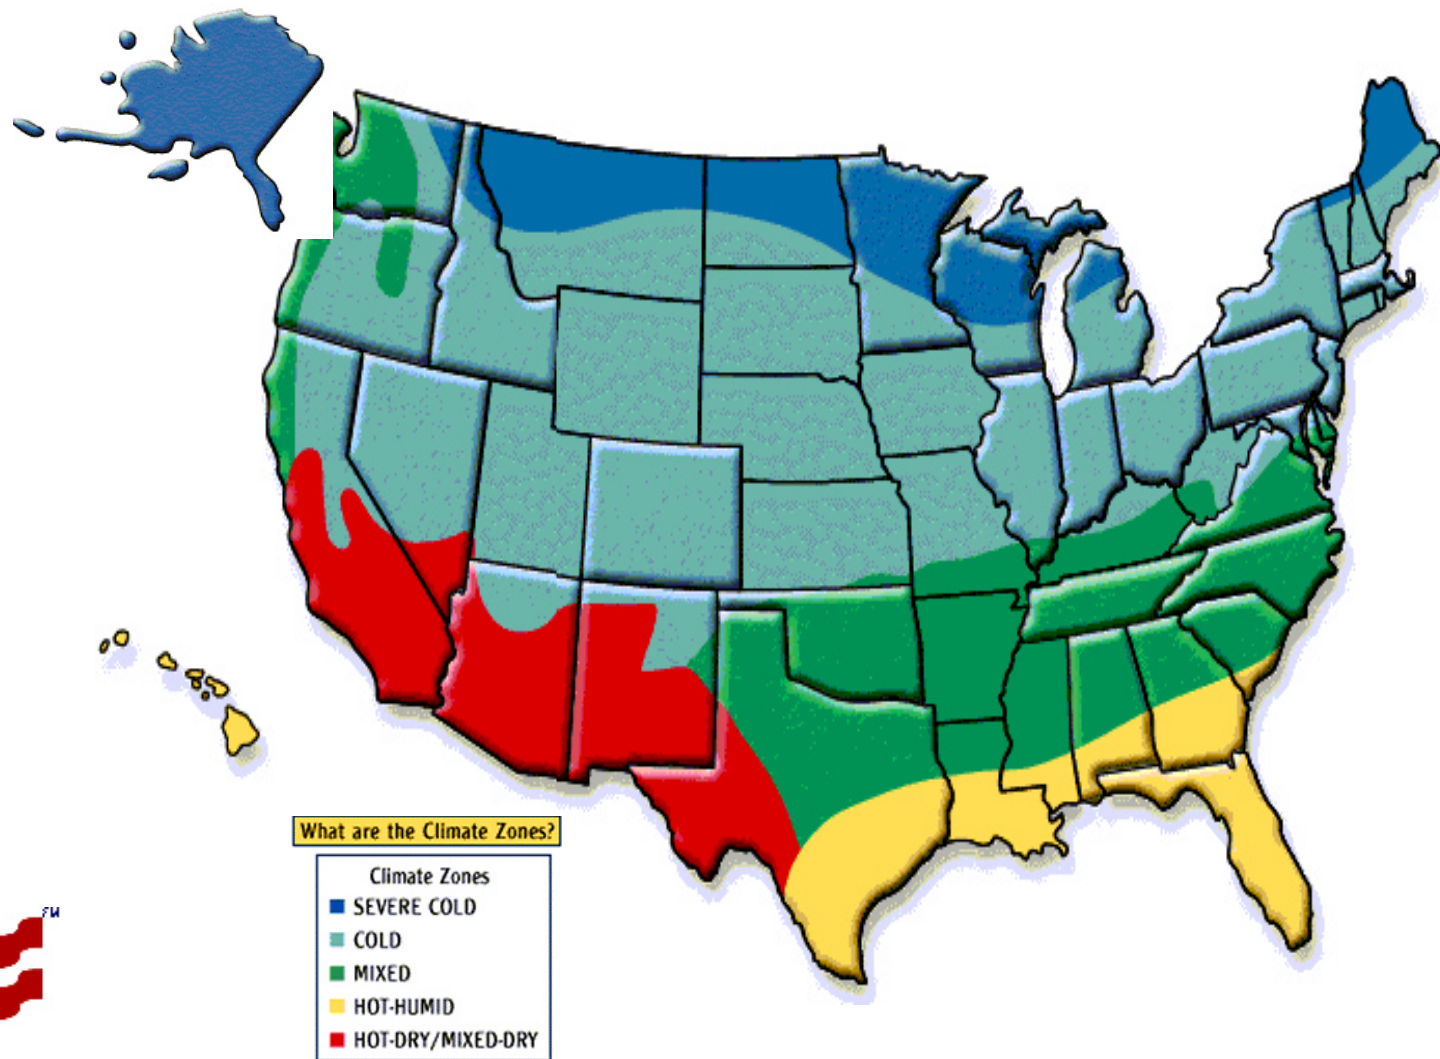 What are the Climate Zones?
Climate Zones
SEVERE COLD
COLD
MIXED
HOT-HUMID
HOT-DRY/MIXED-DRY